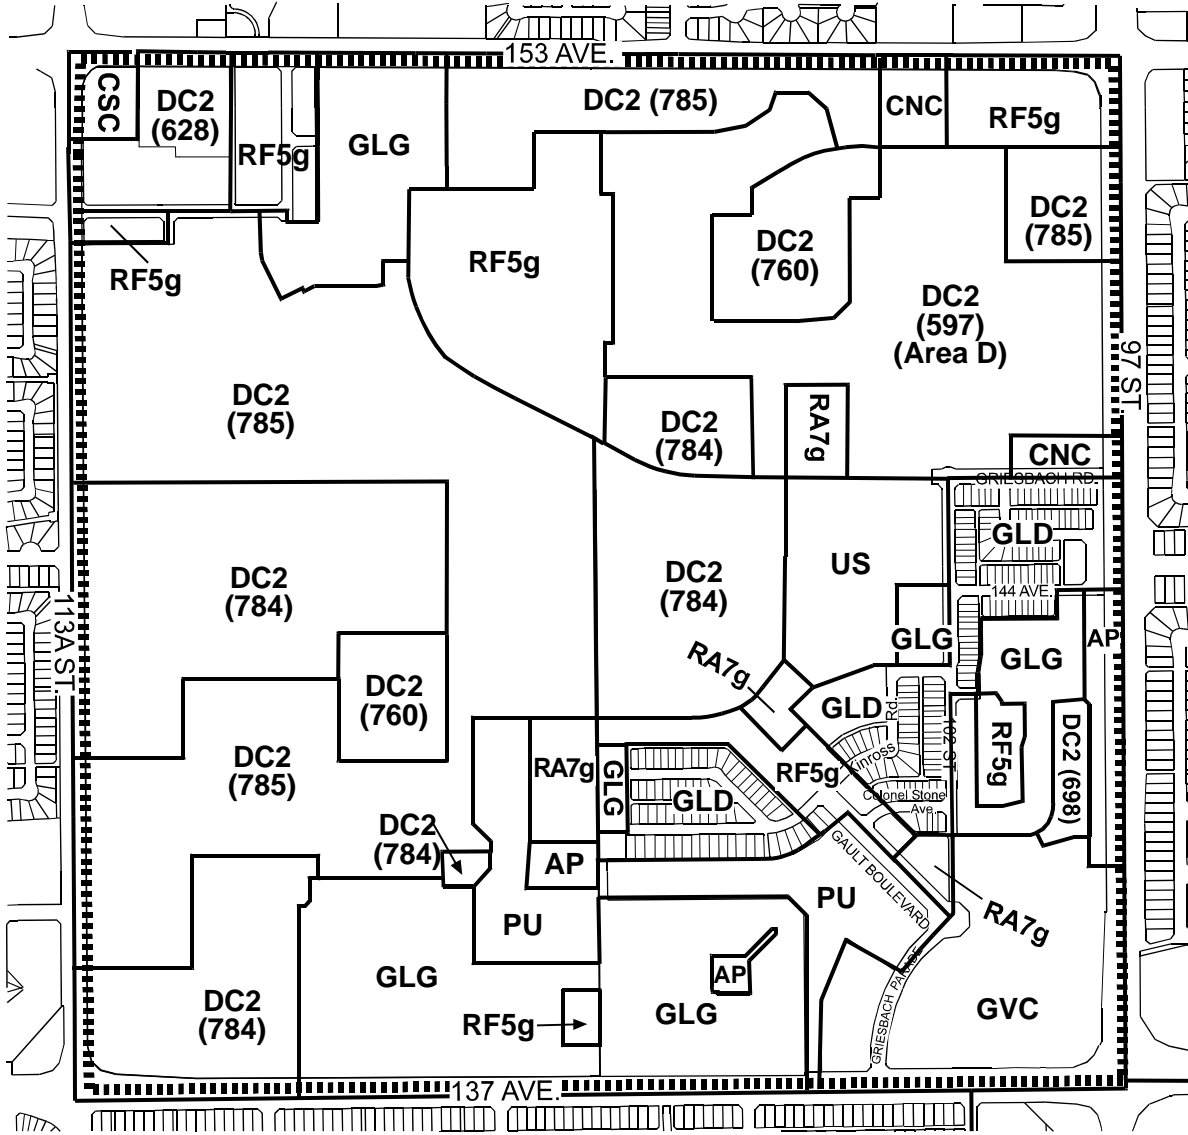 153 AVE.
CSC
DC2
(628)
RF5g
GLG
DC2 (785)
CNC
RF5g
DC2
(785)
RF5g
RF5g
DC2
(760)
DC2
(597)
(Area D)
97 ST.
DC2
(785)
DC2
(784)
RA7g
CNC
GRIESBACH RD.
GLD
US
DC2
(784)
DC2
(784)
144 AVE.
113A ST.
GLG
AP
GLG
RA7g
DC2
(760)
GLD
Rd.
Kinross
102 ST
RF5g
DC2 (698)
DC2
(785)
RA7g
GLG
GLD
RF5g
Colonel Stone
Ave.
DC2
(784)
AP
GAULT BOULEVARD
PU
PU
RA7g
GLG
AP
GRIESBACH PARADE
DC2
(784)
RF5g
GLG
GVC
137 AVE.